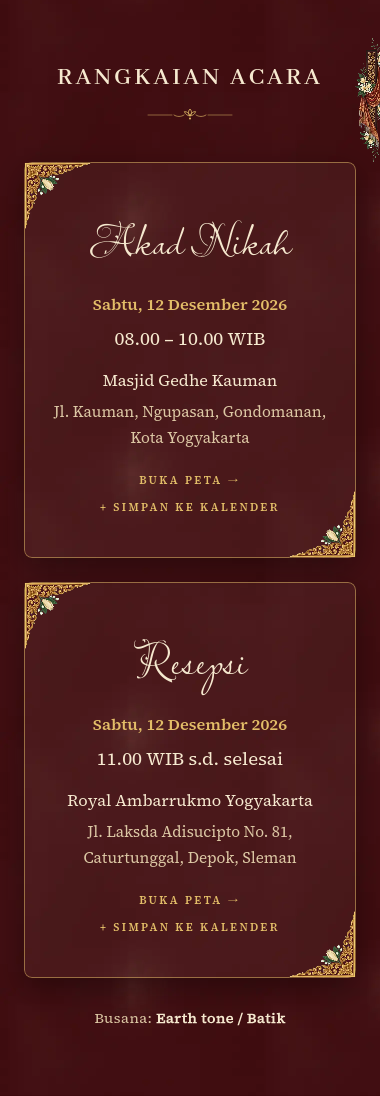 RANGKAIAN ACARA
Akad Nikah
Sabtu, 12 Desember 2026
08.00 – 10.00 WIB
Masjid Gedhe Kauman
Jl. Kauman, Ngupasan, Gondomanan,
Kota Yogyakarta
BUKA PETA →
+ SIMPAN KE KALENDER
Resepsi
Sabtu, 12 Desember 2026
11.00 WIB s.d. selesai
Royal Ambarrukmo Yogyakarta
Jl. Laksda Adisucipto No. 81,
Caturtunggal, Depok, Sleman
BUKA PETA →
+ SIMPAN KE KALENDER
Busana: Earth tone / Batik